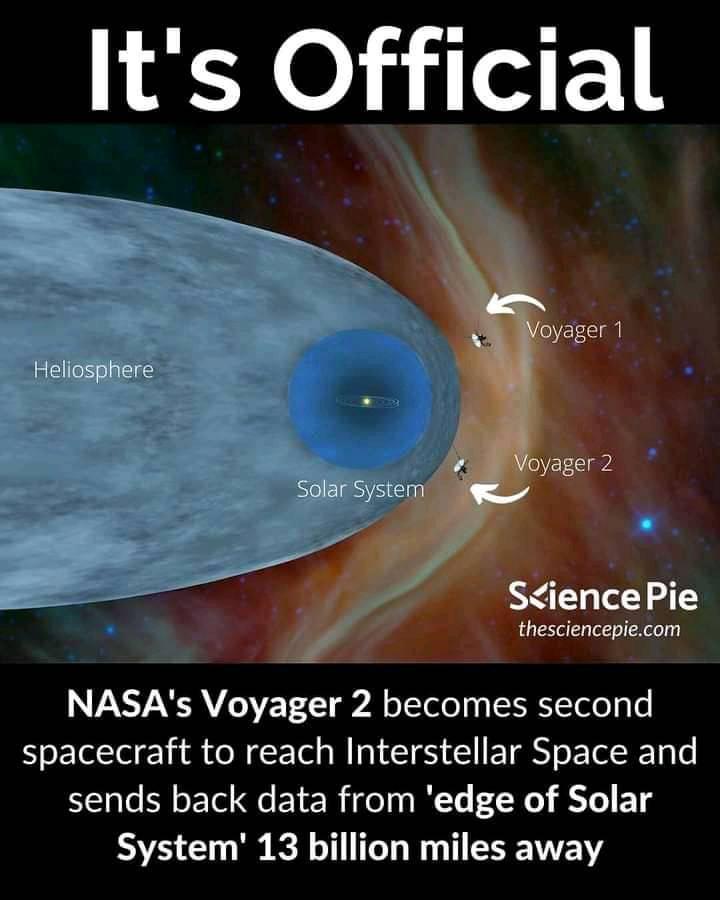 It's Official
Voyager 1
Heliosphere
Voyager 2
Solar System
Science Pie
thesciencepie.com
NASA's Voyager 2 becomes second
spacecraft to reach Interstellar Space and
sends back data from 'edge of Solar
System' 13 billion miles away